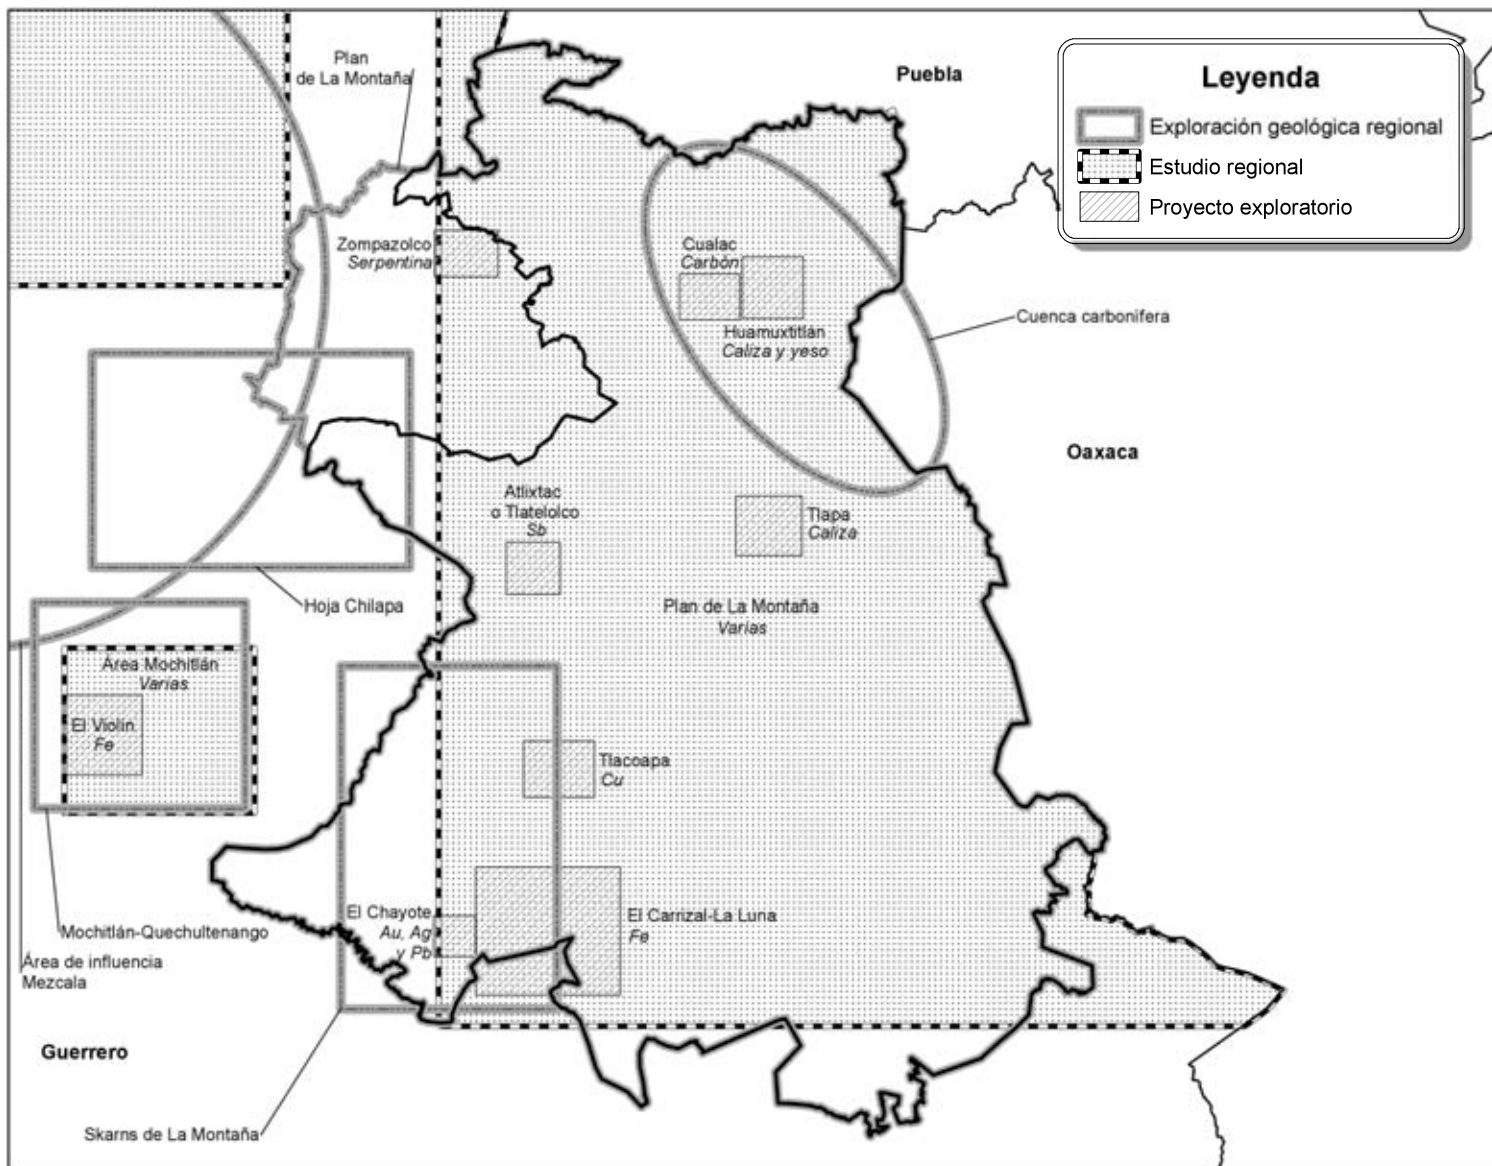 Plan
de La Montaña
Puebla
Leyenda
Exploración geológica regional
Estudio regional
Proyecto exploratorio
Zompazolco
Serpentina
Cualac
Carbón
Huamuxtitlán
Caliza y yeso
Cuenca carbonifera
Oaxaca
Atlixtac
o Tlatelolco
Sb
Tlapa
Caliza
Hoja Chilapa
Plan de La Montaña
Varias
Área Mochitlán
Varias
El Violin
Fe
Tlacoapa
Cu
El Chayote
Au, Ag
y Pb
El Carrizal-La Luna
Fe
Mochitlán-Quechultenango
Área de influencia
Mezcala
Guerrero
Skarns de La Montaña